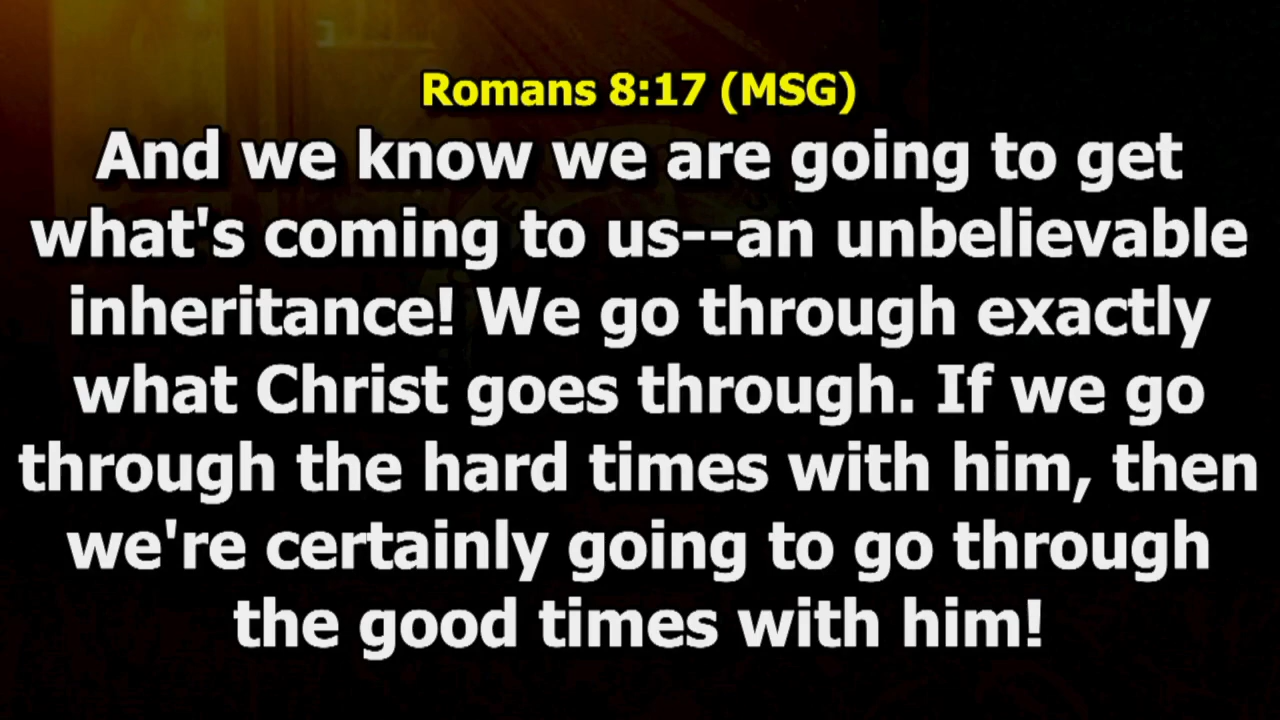 Romans 8:17 (MSG)
And we know we are going to get
what's coming to us--an unbelievable
inheritance! We go through exactly
what Christ goes through. If we go
through the hard times with him, then
we're certainly going to go through
the good times with him!